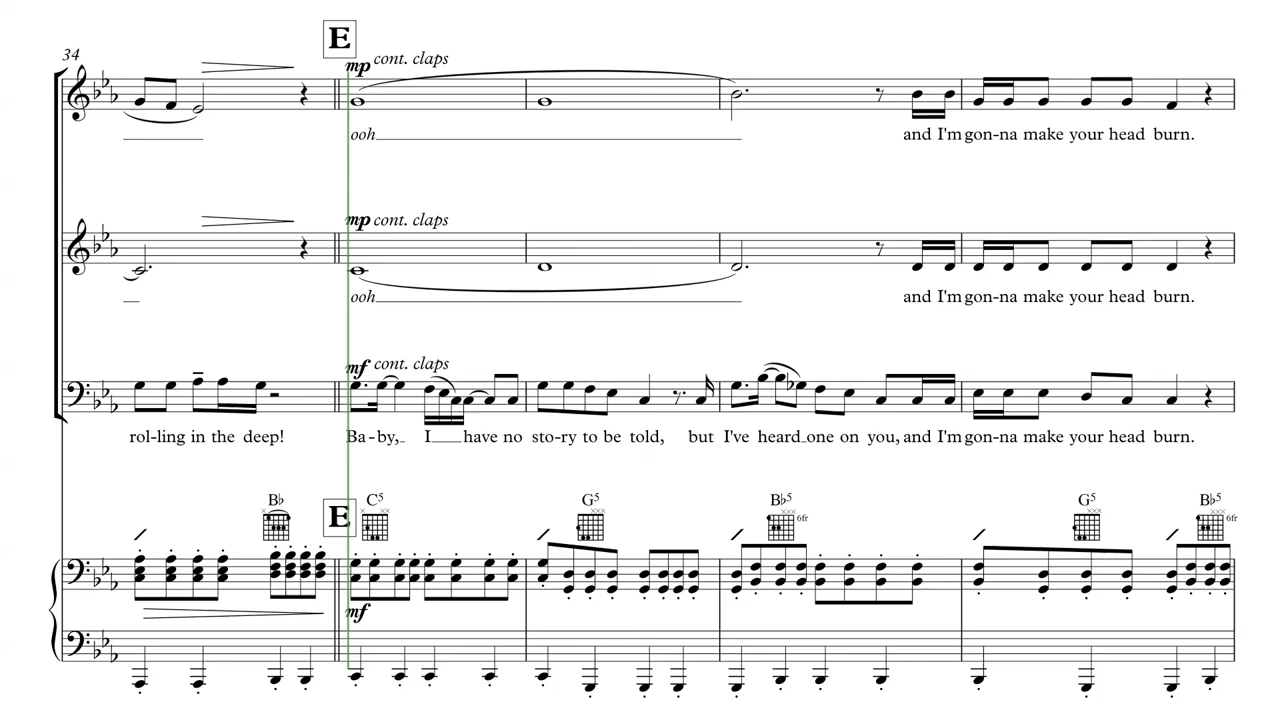 E
34
mp cont. claps
ooh and I'm gon-na make your head burn.
mp cont. claps
ooh and I'm gon-na make your head burn.
mf cont. claps
rol-ling in the deep! Ba-by, I have no sto-ry to be told, but I've heard one on you, and I'm gon-na make your head burn.
B♭ E C5 G5 B♭5 G5 B♭5
6fr 6fr
mf